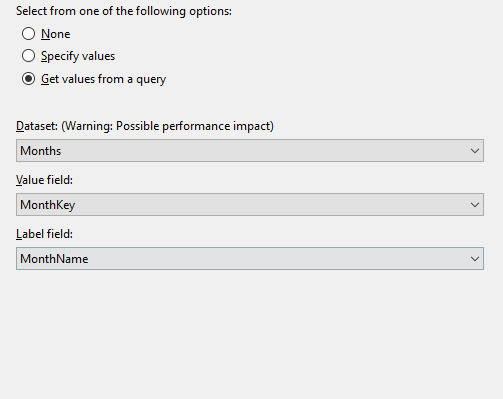 Select from one of the following options:
None
Specify values
Get values from a query
Dataset: (Warning: Possible performance impact)
Months
Value field:
MonthKey
Label field:
MonthName